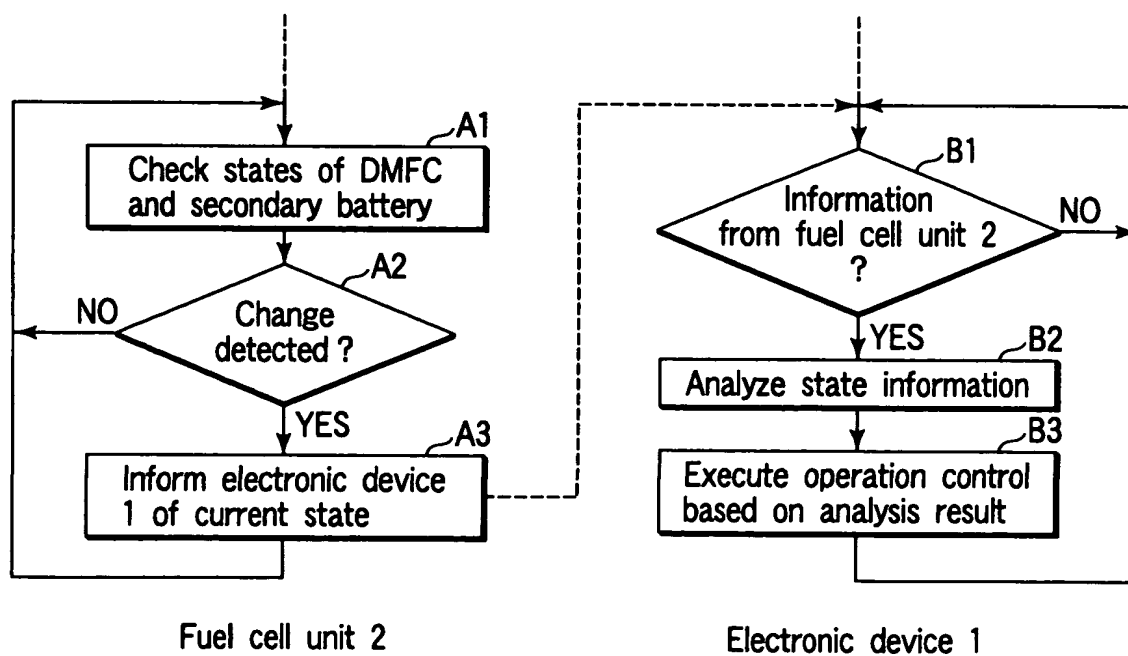 A1
Check states of DMFC
and secondary battery
A2
Change
detected ?
NO
YES
A3
Inform electronic device
1 of current state
Fuel cell unit 2
B1
Information
from fuel cell unit 2
?
NO
YES
B2
Analyze state information
B3
Execute operation control
based on analysis result
Electronic device 1